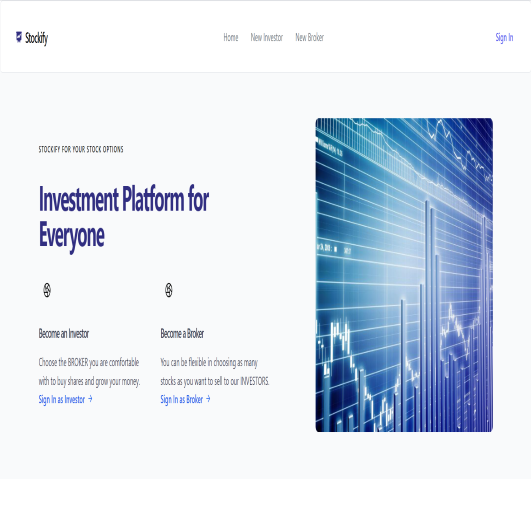 Stockify
Home
New Investor
New Broker
Sign In
STOCKIFY FOR YOUR STOCK OPTIONS
Investment Platform for
Everyone
Become an Investor
Choose the BROKER you are comfortable
with to buy shares and grow your money.
Sign In as Investor →
Become a Broker
You can be flexible in choosing as many
stocks as you want to sell to our INVESTORS.
Sign In as Broker →